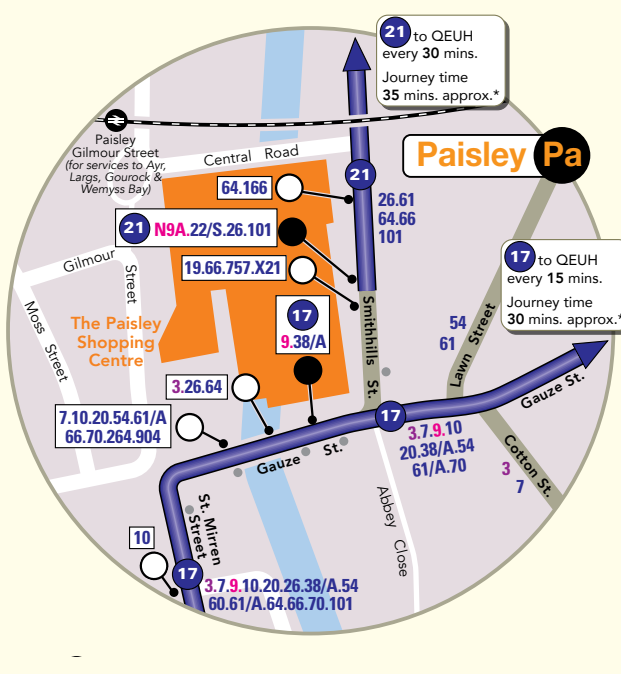 21 to QEUH
every 30 mins.
Journey time
35 mins. approx.*
Paisley
Gilmour Street
(for services to Ayr,
Largs, Gourock &
Wemyss Bay)
Central Road
Paisley Pa
64.166
21
26.61
64.66
101
21 N9A.22/S.26.101
19.66.757.X21
17 to QEUH
every 15 mins.
Journey time
30 mins. approx.*
Gilmour
Street
Moss Street
The Paisley
Shopping
Centre
17
9.38/A
Smithhills St.
54
61
Lawn Street
3.26.64
7.10.20.54.61/A
66.70.264.904
17
Gauze St.
Gauze St.
3.7.9.10
20.38/A.54
61/A.70
Cotton St.
3
7
St. Mirren
Street
Abbey Close
10
17
3.7.9.10.20.26.38/A.54
60.61/A.64.66.70.101